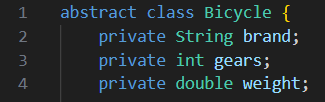 1 abstract class Bicycle {
2 private String brand;
3 private int gears;
4 private double weight;